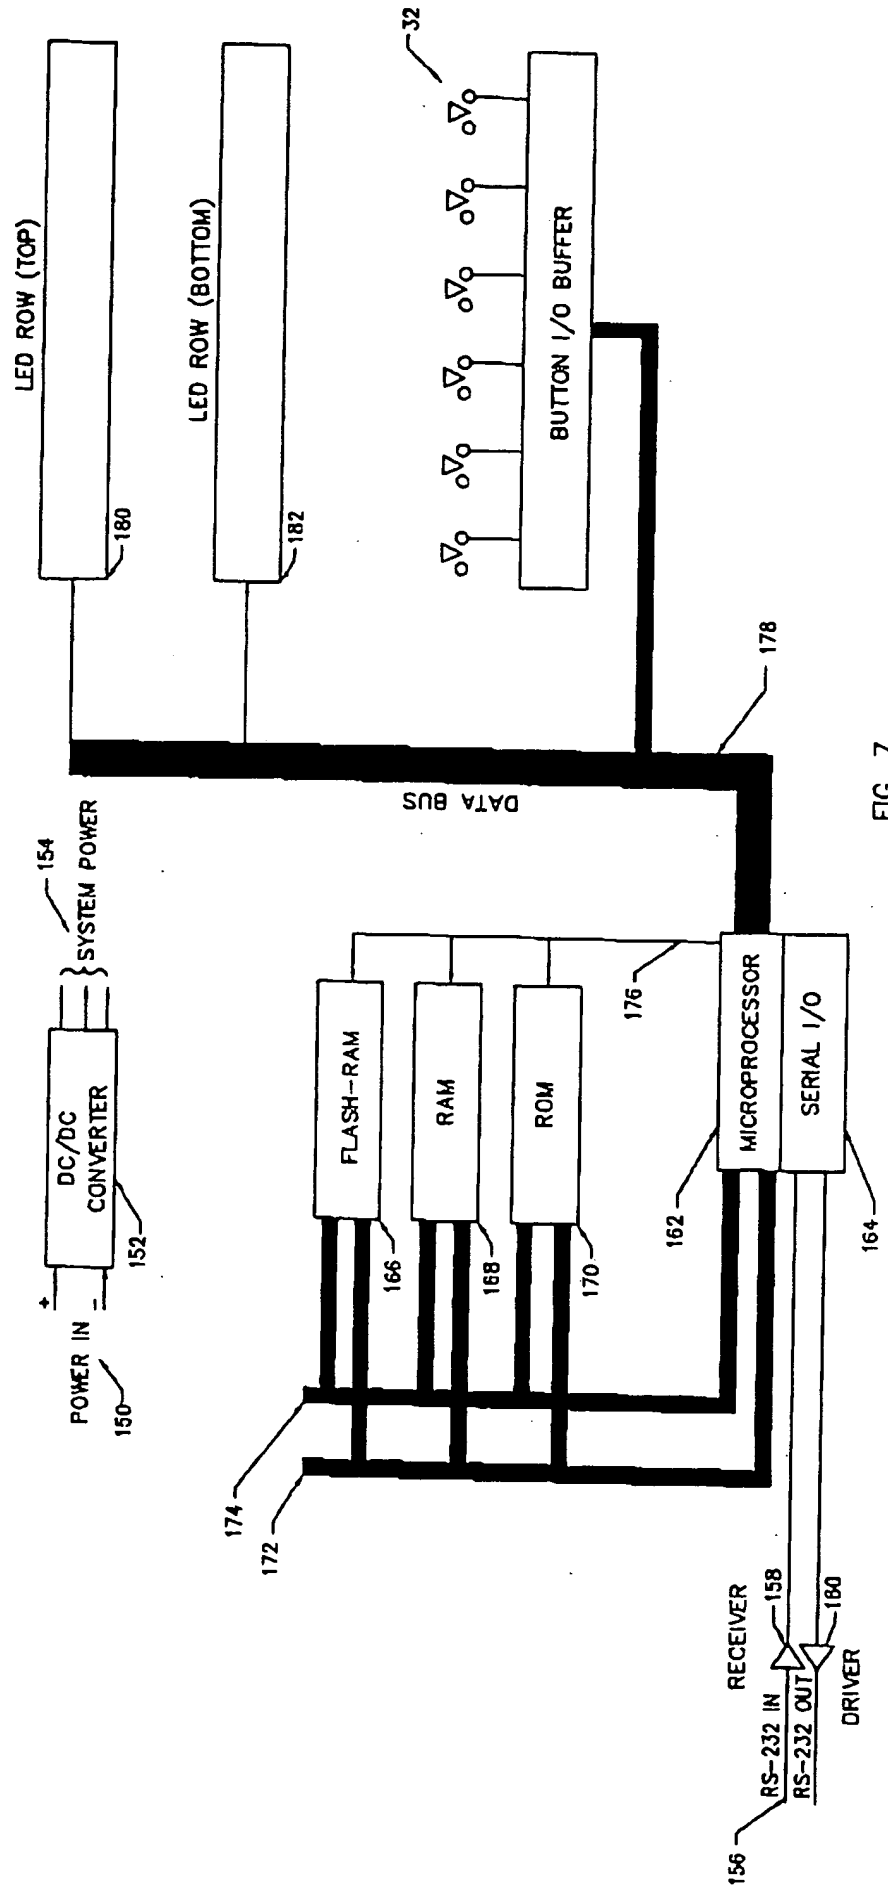 LED ROW (TOP)
180
LED ROW (BOTTOM)
182
32
BUTTON I/O BUFFER
178
DATA BUS
154
SYSTEM POWER
DC/DC
CONVERTER
152
+
-
POWER IN
150
FLASH-RAM
166
RAM
168
ROM
170
176
MICROPROCESSOR
162
SERIAL I/O
164
174
172
RECEIVER
158
RS-232 IN
RS-232 OUT
160
DRIVER
156
FIG. 7